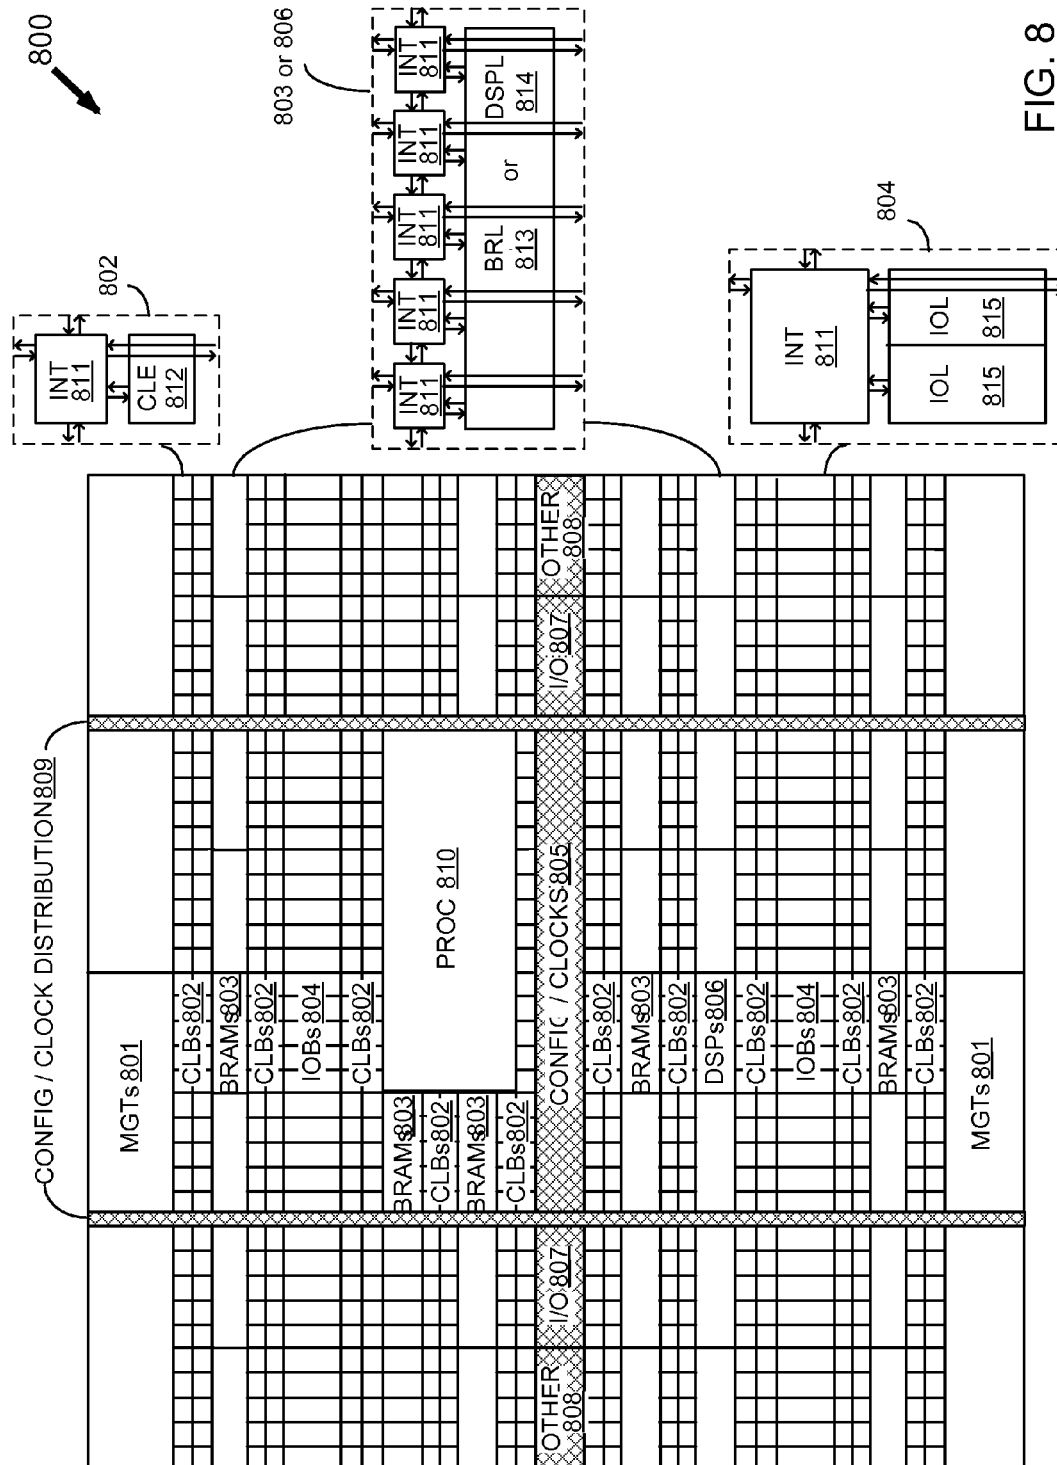 800
FIG. 8
CONFIG / CLOCK DISTRIBUTION 809
MGTs 801
CLBs 802
BRAMs 803
CLBs 802
IOBs 804
CLBs 802
BRAMs 803
CLBs 802
BRAMs 803
CLBs 802
PROC 810
OTHER
808
I/O 807
CONFIG / CLOCKS 805
I/O 807
OTHER
808
CLBs 802
BRAMs 803
CLBs 802
DSPs 806
CLBs 802
IOBs 804
CLBs 802
BRAMs 803
CLBs 802
MGTs 801
802
INT
811
CLE
812
803 or 806
INT
811
INT
811
INT
811
INT
811
INT
811
BRL
813
or
DSPL
814
804
INT
811
IOL
815
IOL
815